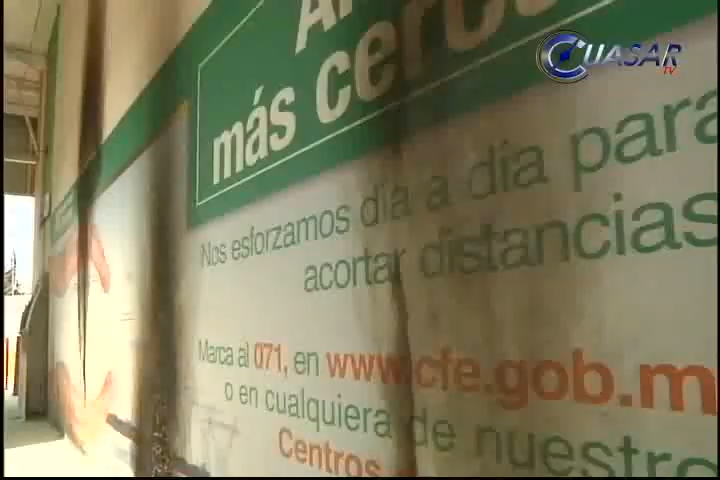 CUASAR TV
más cerca
Nos esforzamos día a día para
acortar distancias
Marca al 071, en www.cfe.gob.m
o en cualquiera de nuestro
Centros